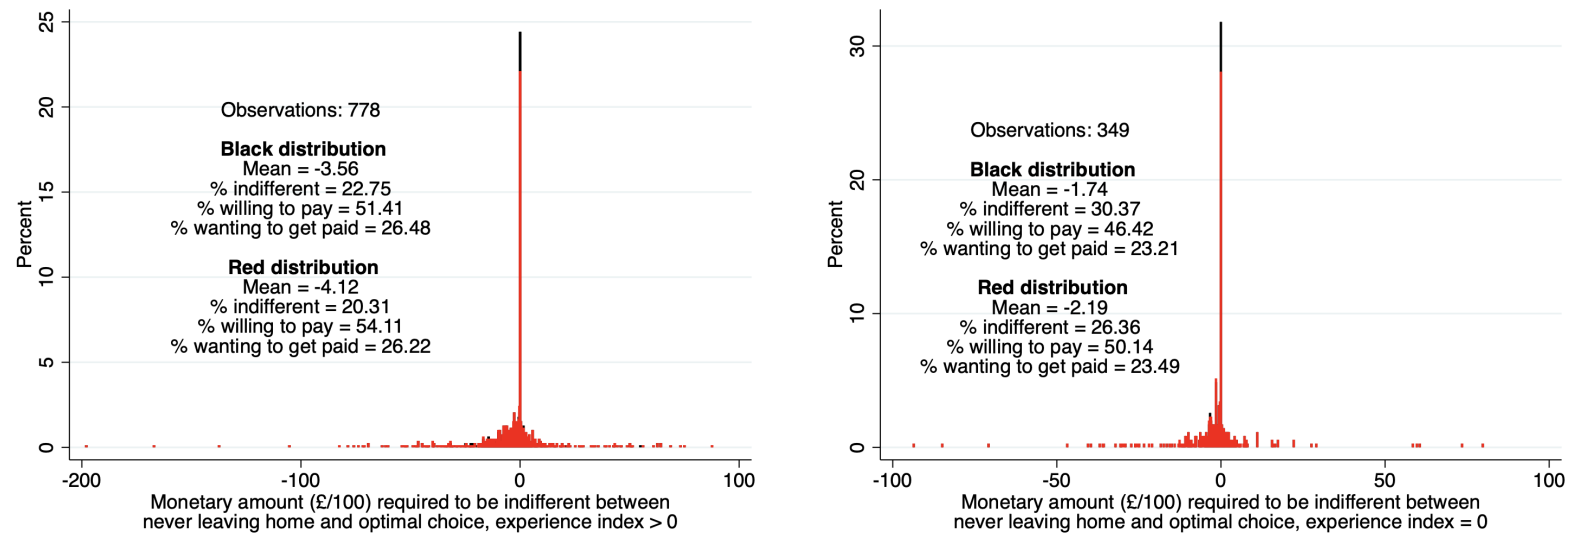 25
20
15
10
5
0
Percent
Observations: 778
Black distribution
Mean = -3.56
% indifferent = 22.75
% willing to pay = 51.41
% wanting to get paid = 26.48
Red distribution
Mean = -4.12
% indifferent = 20.31
% willing to pay = 54.11
% wanting to get paid = 26.22
-200
-100
0
100
Monetary amount (£/100) required to be indifferent between
never leaving home and optimal choice, experience index > 0
30
20
10
0
Percent
Observations: 349
Black distribution
Mean = -1.74
% indifferent = 30.37
% willing to pay = 46.42
% wanting to get paid = 23.21
Red distribution
Mean = -2.19
% indifferent = 26.36
% willing to pay = 50.14
% wanting to get paid = 23.49
-100
-50
0
50
100
Monetary amount (£/100) required to be indifferent between
never leaving home and optimal choice, experience index = 0